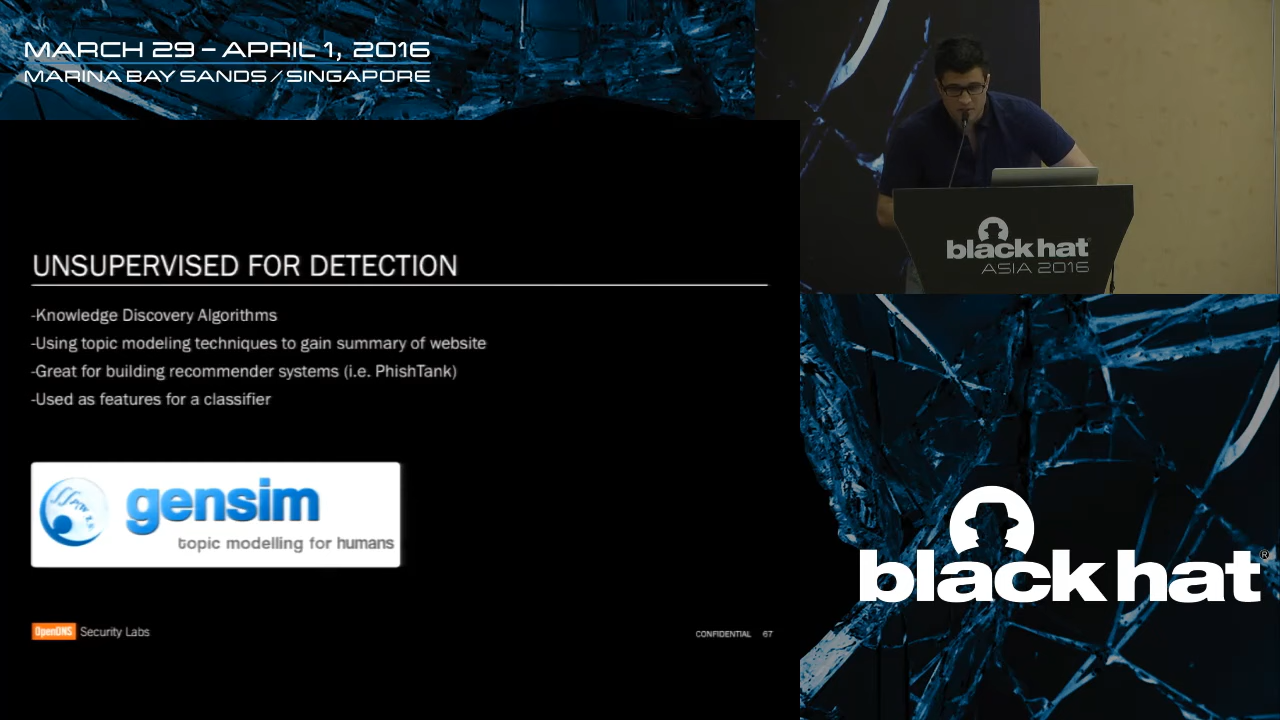 MARCH 29 – APRIL 1, 2016
MARINA BAY SANDS / SINGAPORE
black hat
ASIA 2016
UNSUPERVISED FOR DETECTION
-Knowledge Discovery Algorithms
-Using topic modeling techniques to gain summary of website
-Great for building recommender systems (i.e. PhishTank)
-Used as features for a classifier
gensim
topic modelling for humans
black hat®
OpenDNS Security Labs
CONFIDENTIAL 67